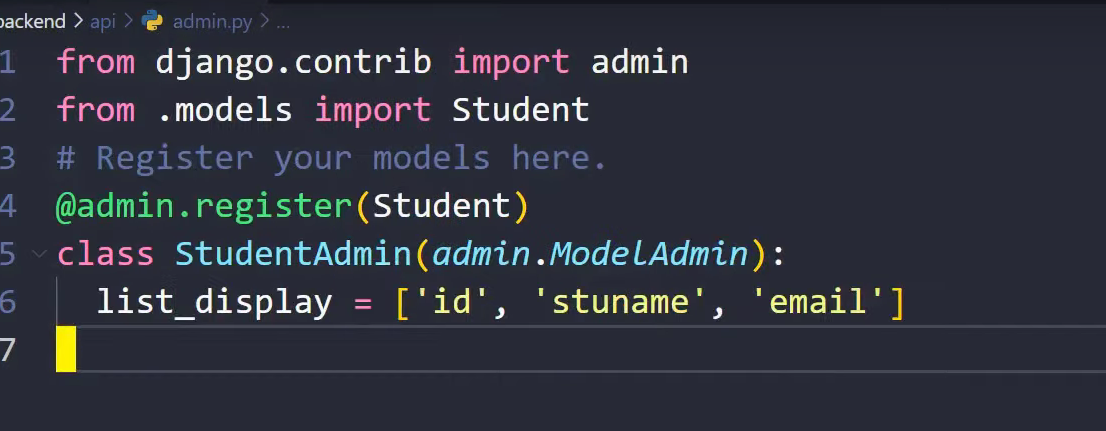 backend > api > admin.py > ...
1 from django.contrib import admin
2 from .models import Student
3 # Register your models here.
4 @admin.register(Student)
5 class StudentAdmin(admin.ModelAdmin):
6   list_display = ['id', 'stuname', 'email']
7